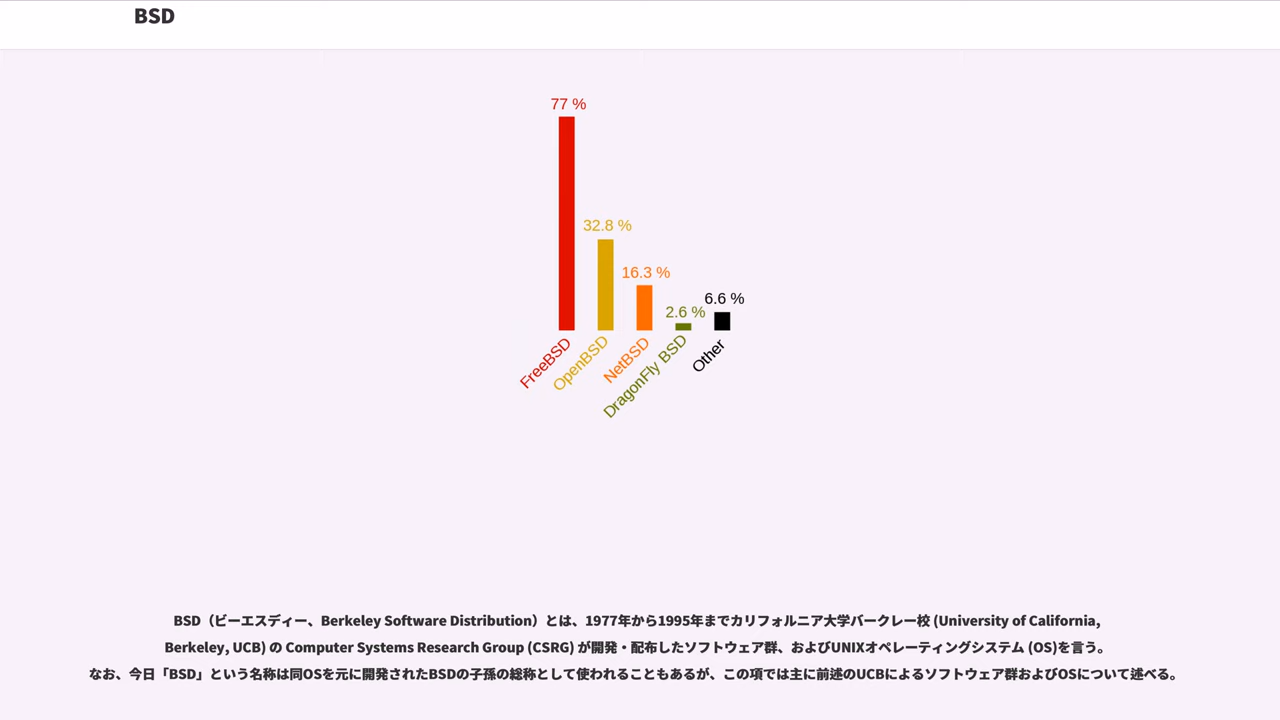 BSD
77 %
32.8 %
16.3 %
2.6 %
6.6 %
FreeBSD
OpenBSD
NetBSD
DragonFly BSD
Other
BSD（ビーエスディー、Berkeley Software Distribution）とは、1977年から1995年までカリフォルニア大学バークレー校 (University of California,
Berkeley, UCB) の Computer Systems Research Group (CSRG) が開発・配布したソフトウェア群、およびUNIXオペレーティングシステム (OS)を言う。
なお、今日「BSD」という名称は同OSを元に開発されたBSDの子孫の総称として使われることもあるが、この項では主に前述のUCBによるソフトウェア群およびOSについて述べる。